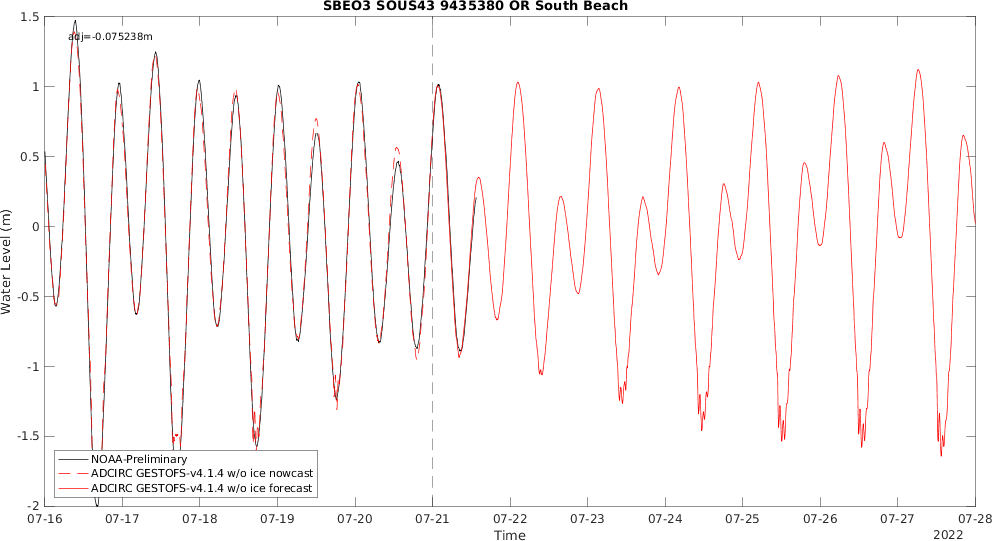 SBEO3 SOUS43 9435380 OR South Beach
adj=-0.075238m
Water Level (m)
1.5
1
0.5
0
-0.5
-1
-1.5
-2
NOAA-Preliminary
ADCIRC GESTOFS-v4.1.4 w/o ice nowcast
ADCIRC GESTOFS-v4.1.4 w/o ice forecast
07-16 07-17 07-18 07-19 07-20 07-21 07-22 07-23 07-24 07-25 07-26 07-27 07-28
Time
2022